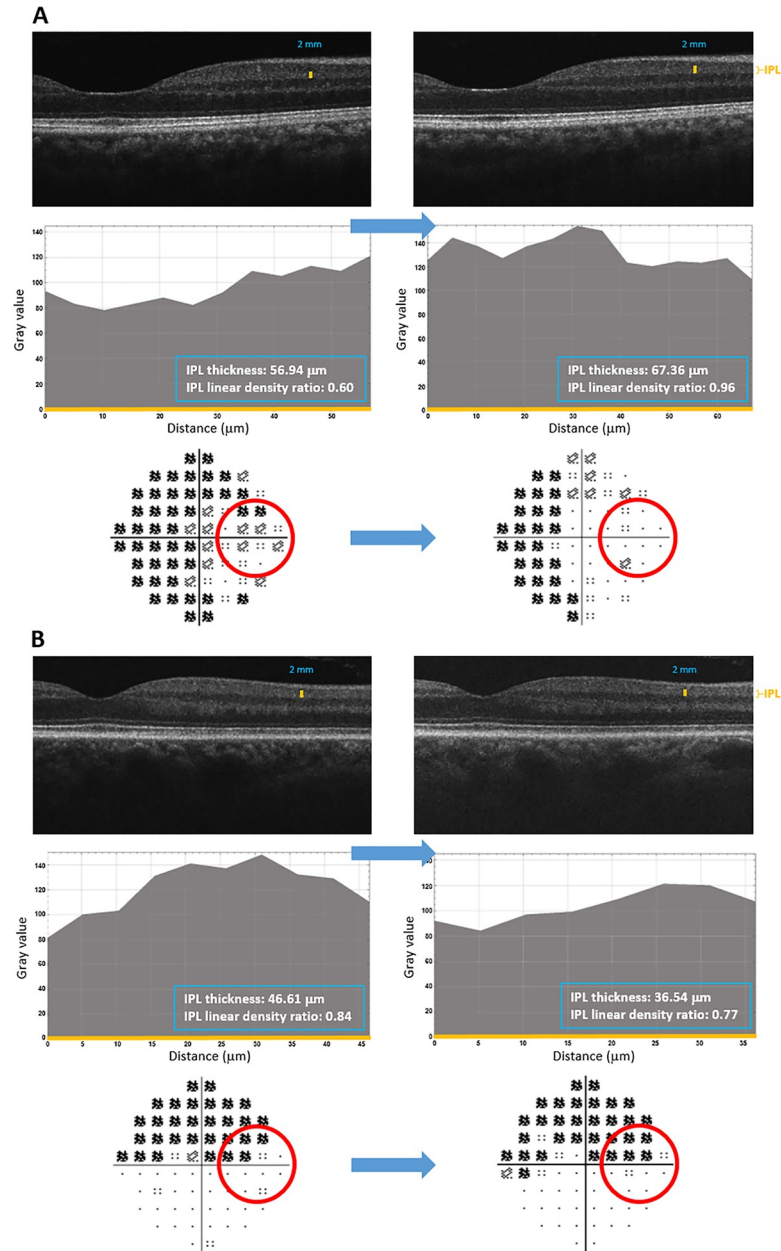 A
2 mm
2 mm
IPL
140
120
100
80
60
40
20
0
Gray value
0
10
20
30
40
50
Distance (μm)
IPL thickness: 56.94 μm
IPL linear density ratio: 0.60
140
120
100
80
60
40
20
0
0
10
20
30
40
50
60
Distance (μm)
IPL thickness: 67.36 μm
IPL linear density ratio: 0.96
B
2 mm
2 mm
IPL
140
120
100
80
60
40
20
0
Gray value
0
5
10
15
20
25
30
35
40
45
Distance (μm)
IPL thickness: 46.61 μm
IPL linear density ratio: 0.84
140
120
100
80
60
40
20
0
0
5
10
15
20
25
30
35
Distance (μm)
IPL thickness: 36.54 μm
IPL linear density ratio: 0.77